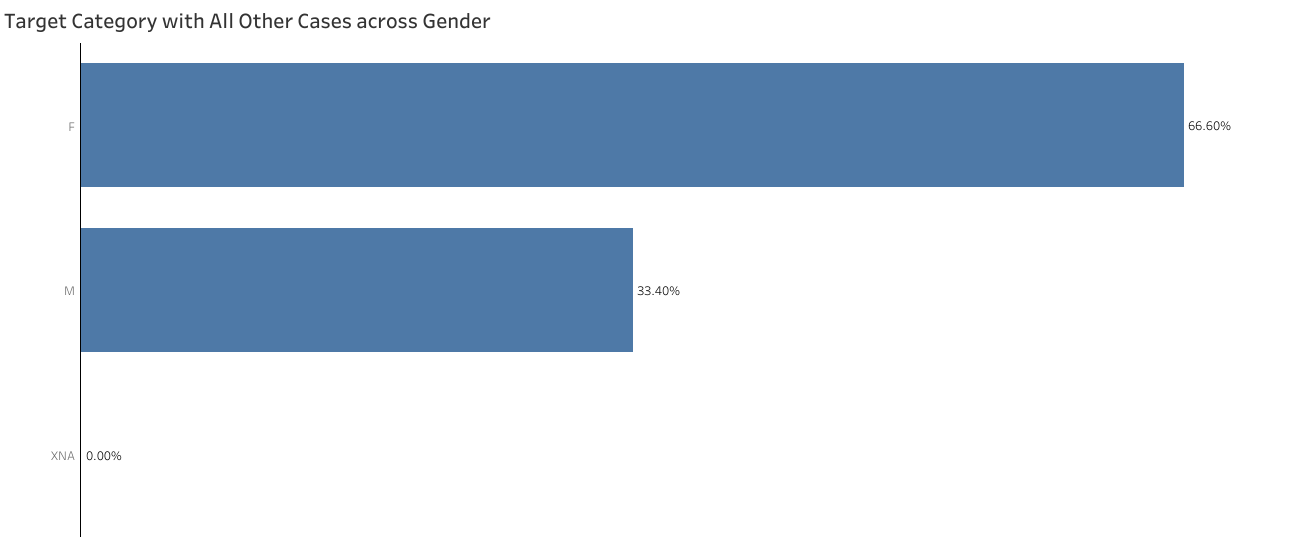 Target Category with All Other Cases across Gender
F 66.60%
M 33.40%
XNA 0.00%